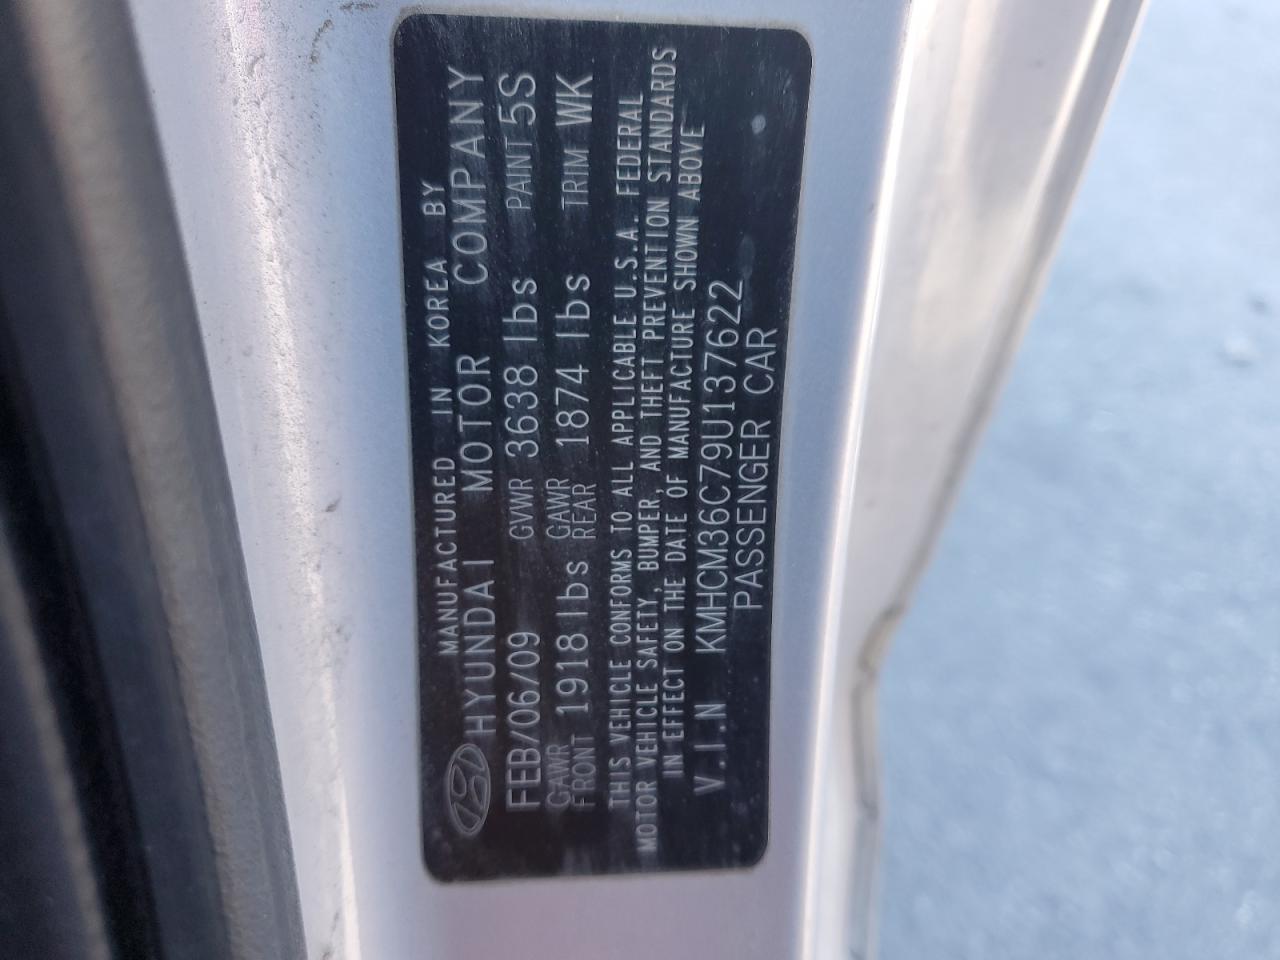 MANUFACTURED IN KOREA BY
HYUNDAI MOTOR COMPANY
FEB/06/09 GVWR 3638 lbs PAINT 5S
GAWR FRONT 1918 lbs GAWR REAR 1874 lbs TRIM WK
THIS VEHICLE CONFORMS TO ALL APPLICABLE U.S.A. FEDERAL
MOTOR VEHICLE SAFETY, BUMPER, AND THEFT PREVENTION STANDARDS
IN EFFECT ON THE DATE OF MANUFACTURE SHOWN ABOVE
V.I.N KMHCM36C79U137622
PASSENGER CAR